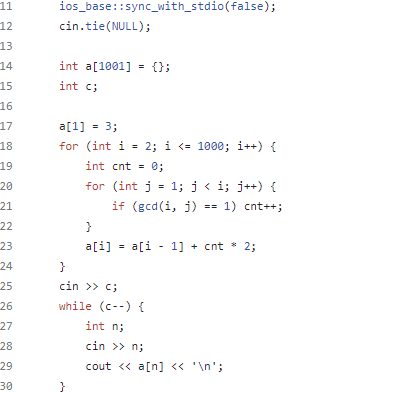 11 ios_base::sync_with_stdio(false);
12 cin.tie(NULL);
13
14 int a[1001] = {};
15 int c;
16
17 a[1] = 3;
18 for (int i = 2; i <= 1000; i++) {
19 int cnt = 0;
20 for (int j = 1; j < i; j++) {
21 if (gcd(i, j) == 1) cnt++;
22 }
23 a[i] = a[i - 1] + cnt * 2;
24 }
25 cin >> c;
26 while (c--) {
27 int n;
28 cin >> n;
29 cout << a[n] << '\n';
30 }